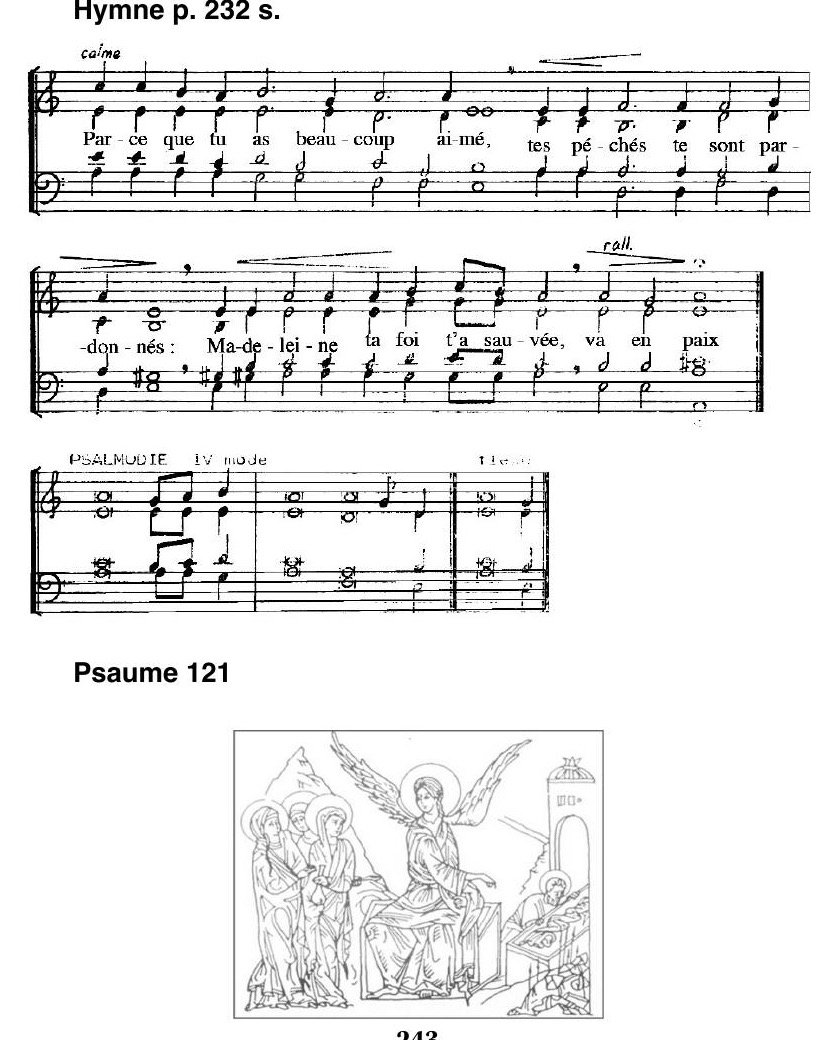 Hymne p. 232 s.
calme
Par - ce que tu as beau - coup ai-mé, tes pé - chés te sont par -
rall.
-don - nés : Ma-de - lei - ne ta foi t'a sau - vée, va en paix
PSALMODIE IV mode
Psaume 121
243